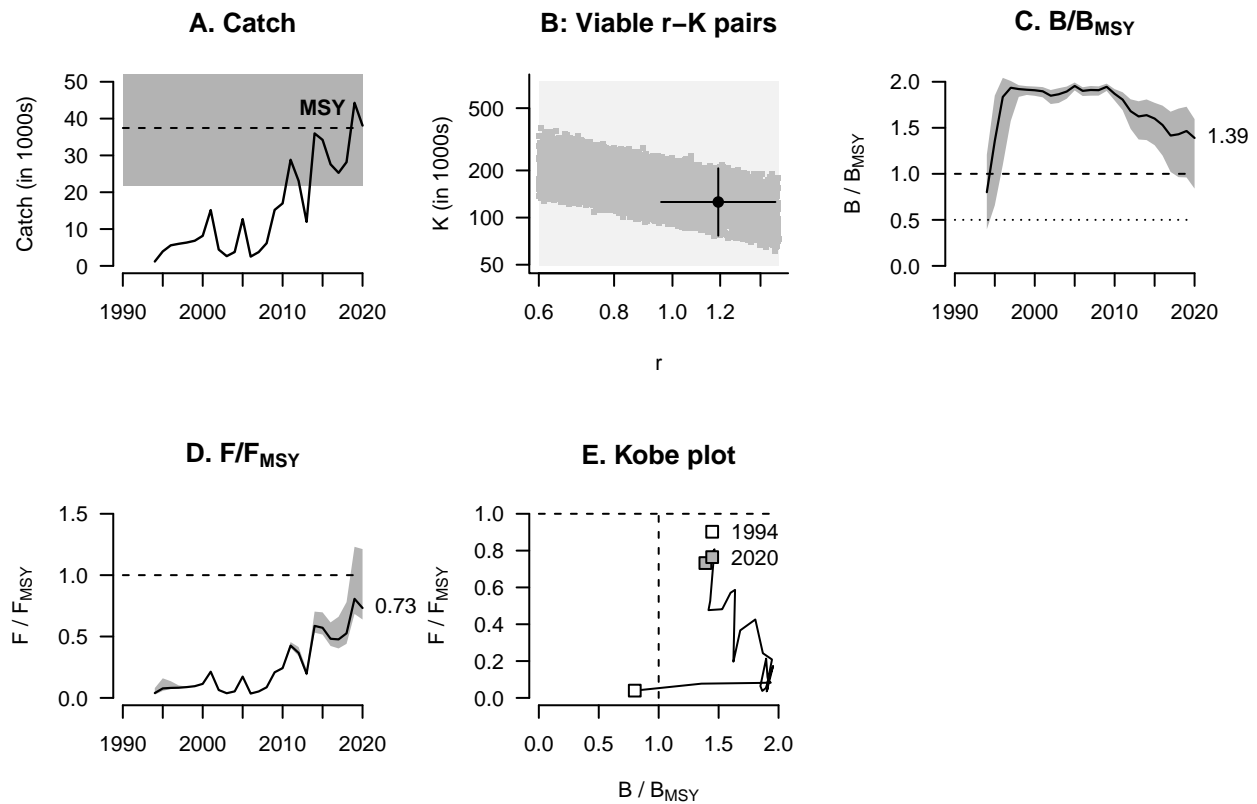 A. Catch
Catch (in 1000s)
50
40
30
20
10
0
MSY
1990 2000 2010 2020
B: Viable r−K pairs
K (in 1000s)
500
200
100
50
0.6 0.8 1.0 1.2
r
C. B/BMSY
B / BMSY
2.0
1.5
1.0
0.5
0.0
1.39
1990 2000 2010 2020
D. F/FMSY
F / FMSY
1.5
1.0
0.5
0.0
0.73
1990 2000 2010 2020
E. Kobe plot
F / FMSY
1.0
0.8
0.6
0.4
0.2
0.0
1994
2020
0.0 0.5 1.0 1.5 2.0
B / BMSY